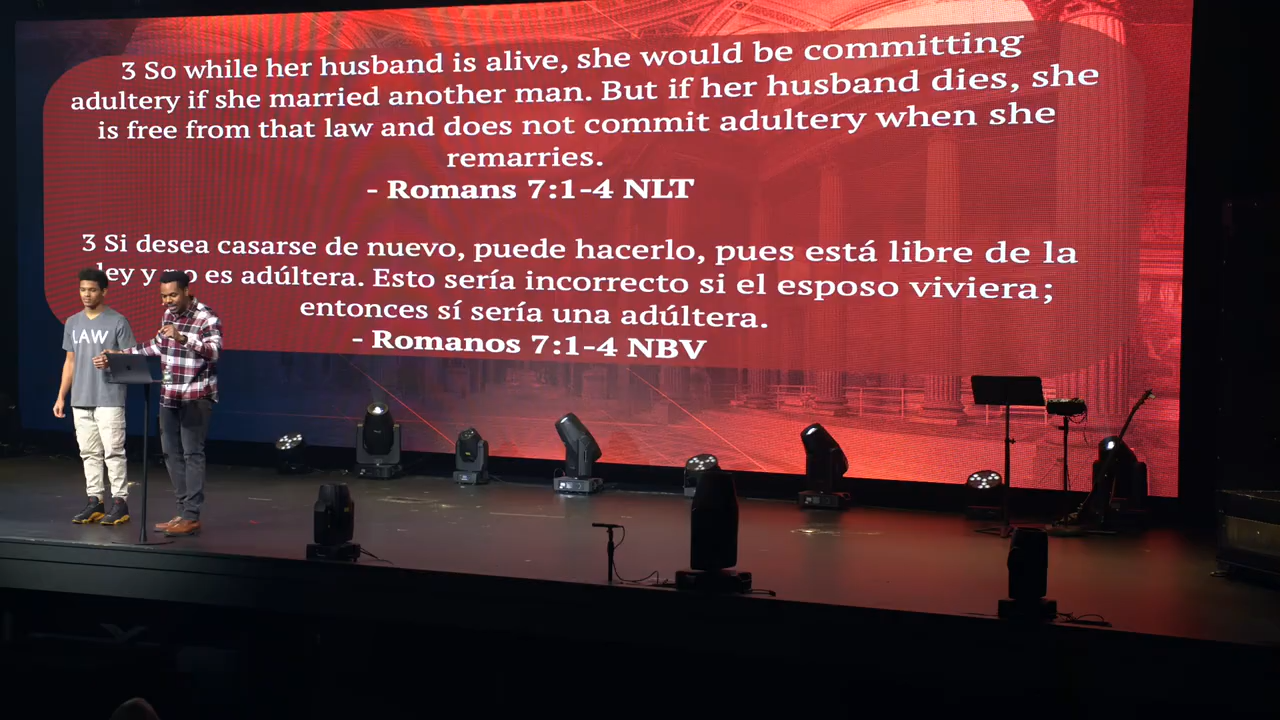 3 So while her husband is alive, she would be committing
adultery if she married another man. But if her husband dies, she
is free from that law and does not commit adultery when she
remarries.
- Romans 7:1-4 NLT
3 Si desea casarse de nuevo, puede hacerlo, pues está libre de la
ley y no es adúltera. Esto sería incorrecto si el esposo viviera;
entonces sí sería una adúltera.
- Romanos 7:1-4 NBV
LAW